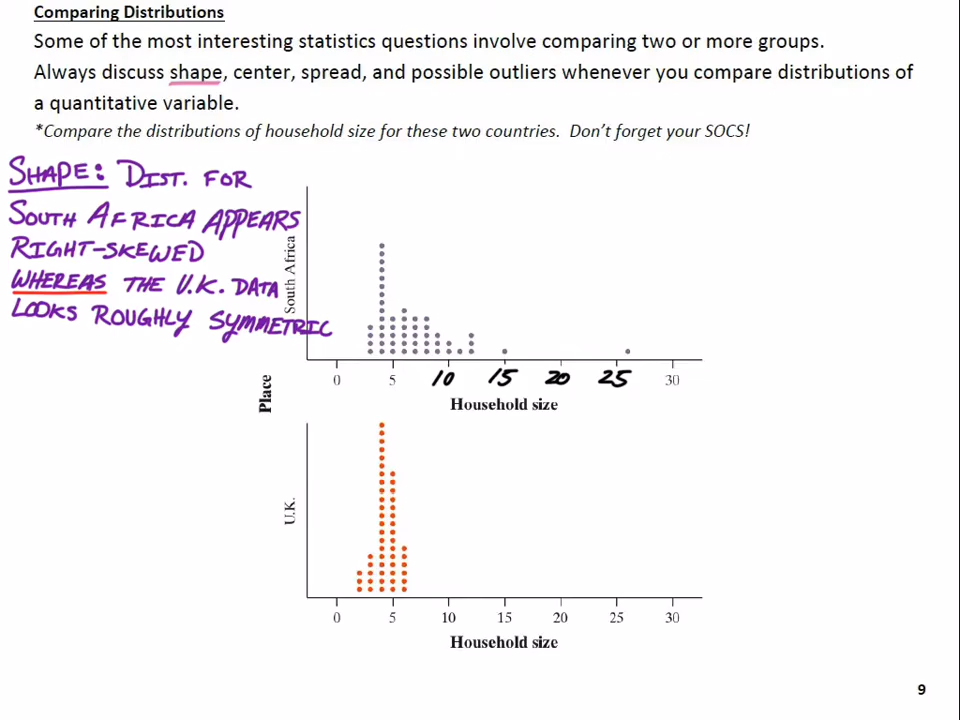 Comparing Distributions
Some of the most interesting statistics questions involve comparing two or more groups.
Always discuss shape, center, spread, and possible outliers whenever you compare distributions of
a quantitative variable.
*Compare the distributions of household size for these two countries. Don't forget your SOCS!
SHAPE: DIST. FOR
SOUTH AFRICA APPEARS
RIGHT-SKEWED
WHEREAS THE U.K. DATA
LOOKS ROUGHLY SYMMETRIC
South Africa
0 5 10 15 20 25 30
Household size
Place
U.K.
0 5 10 15 20 25 30
Household size
9